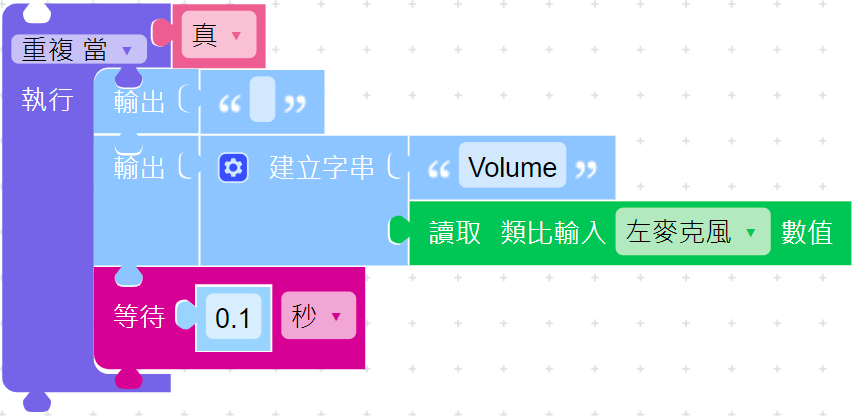 重複 當 真
執行 輸出 “ ”
輸出 建立字串 “ Volume ”
讀取 類比輸入 左麥克風 數值
等待 0.1 秒